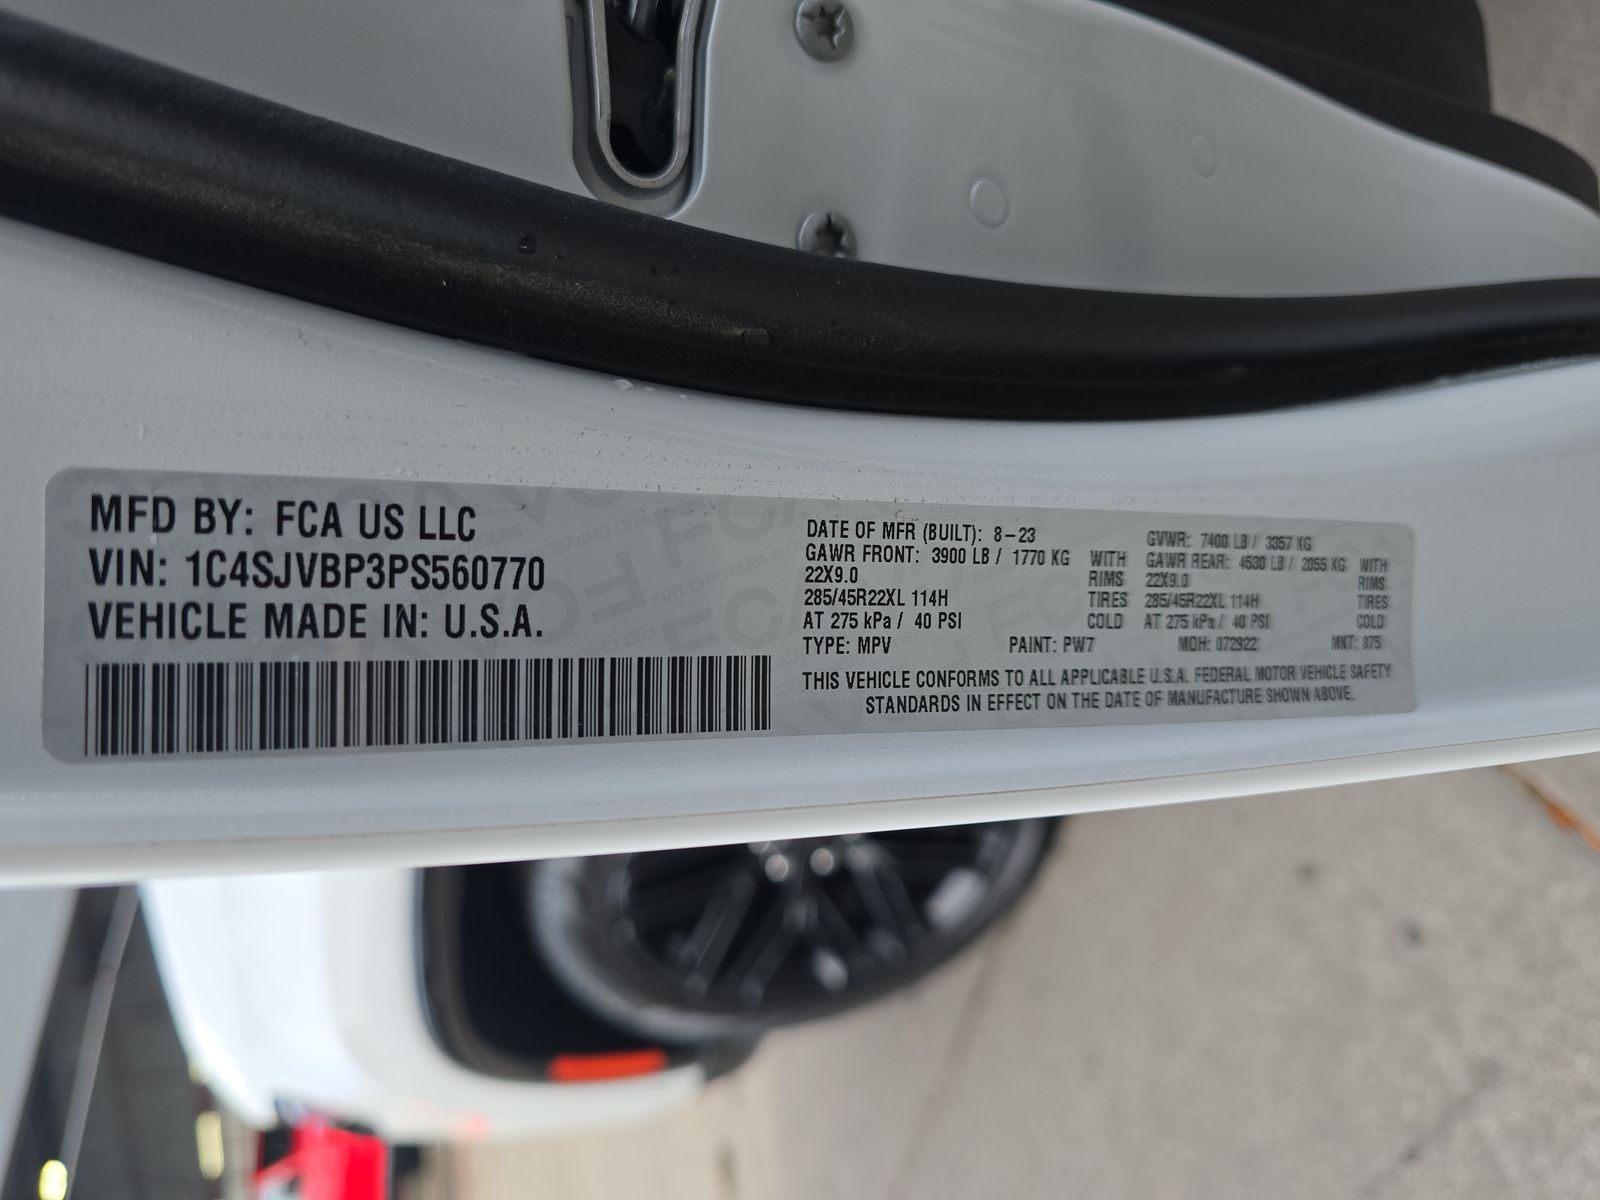 MFD BY: FCA US LLC
VIN: 1C4SJVBP3PS560770
VEHICLE MADE IN: U.S.A.
DATE OF MFR (BUILT): 8-23 GVWR: 7400 LB / 3357 KG
GAWR FRONT: 3900 LB / 1770 KG WITH GAWR REAR: 4530 LB / 2055 KG WITH
22X9.0 RIMS 22X9.0 RIMS
285/45R22XL 114H TIRES 285/45R22XL 114H TIRES
AT 275 kPa / 40 PSI COLD AT 275 kPa / 40 PSI COLD
TYPE: MPV PAINT: PW7 MDH: 072922 MKT: 875
THIS VEHICLE CONFORMS TO ALL APPLICABLE U.S.A. FEDERAL MOTOR VEHICLE SAFETY
STANDARDS IN EFFECT ON THE DATE OF MANUFACTURE SHOWN ABOVE.